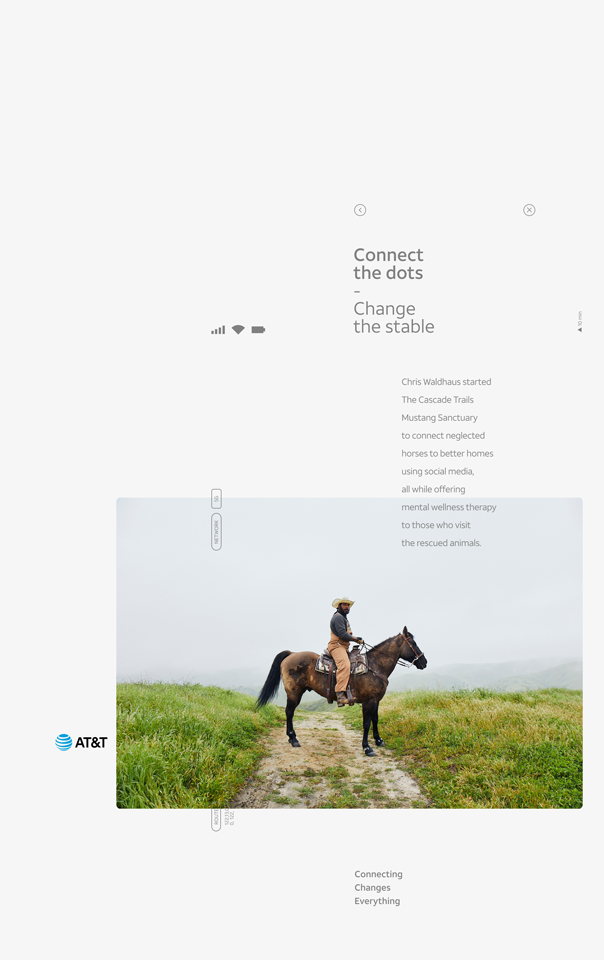 Connect
the dots
–
Change
the stable
10 min
Chris Waldhaus started
The Cascade Trails
Mustang Sanctuary
to connect neglected
horses to better homes
using social media,
all while offering
mental wellness therapy
to those who visit
the rescued animals.
5G
NETWORK
AT&T
Connecting
Changes
Everything